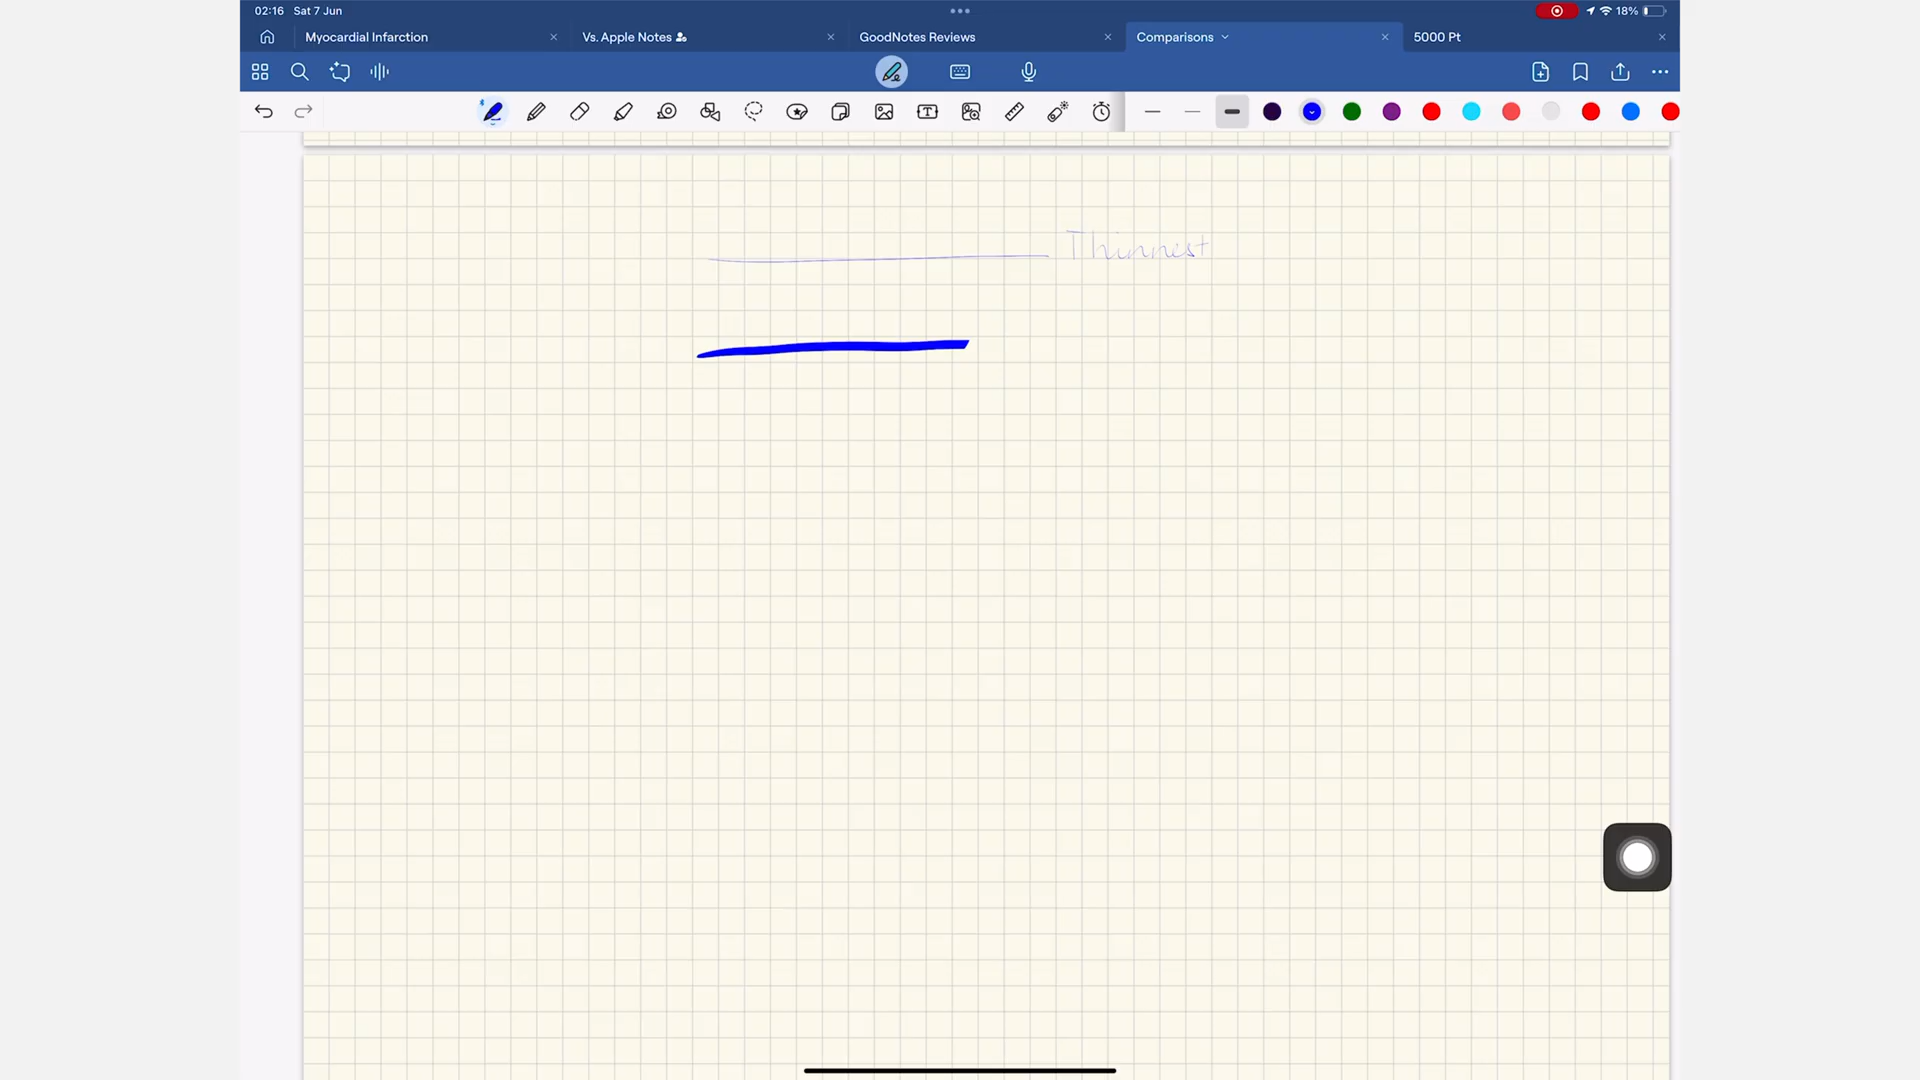 02:16 Sat 7 Jun 18%
Myocardial Infarction Vs. Apple Notes GoodNotes Reviews Comparisons 5000 Pt
Thinnest